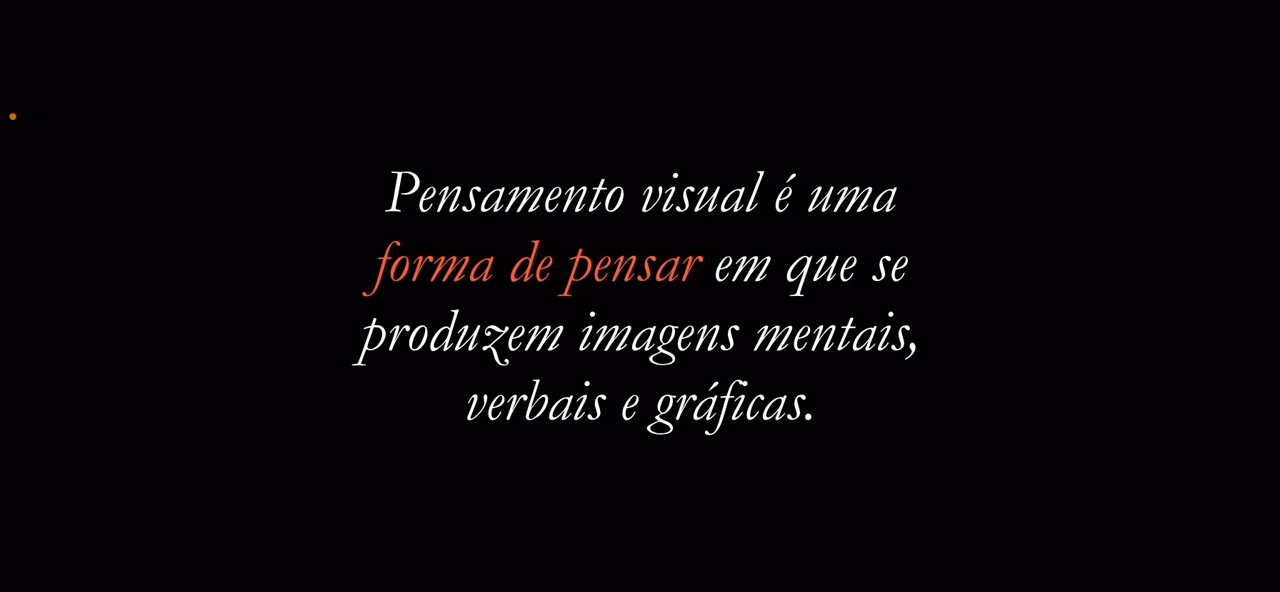 Pensamento visual é uma
forma de pensar em que se
produzem imagens mentais,
verbais e gráficas.